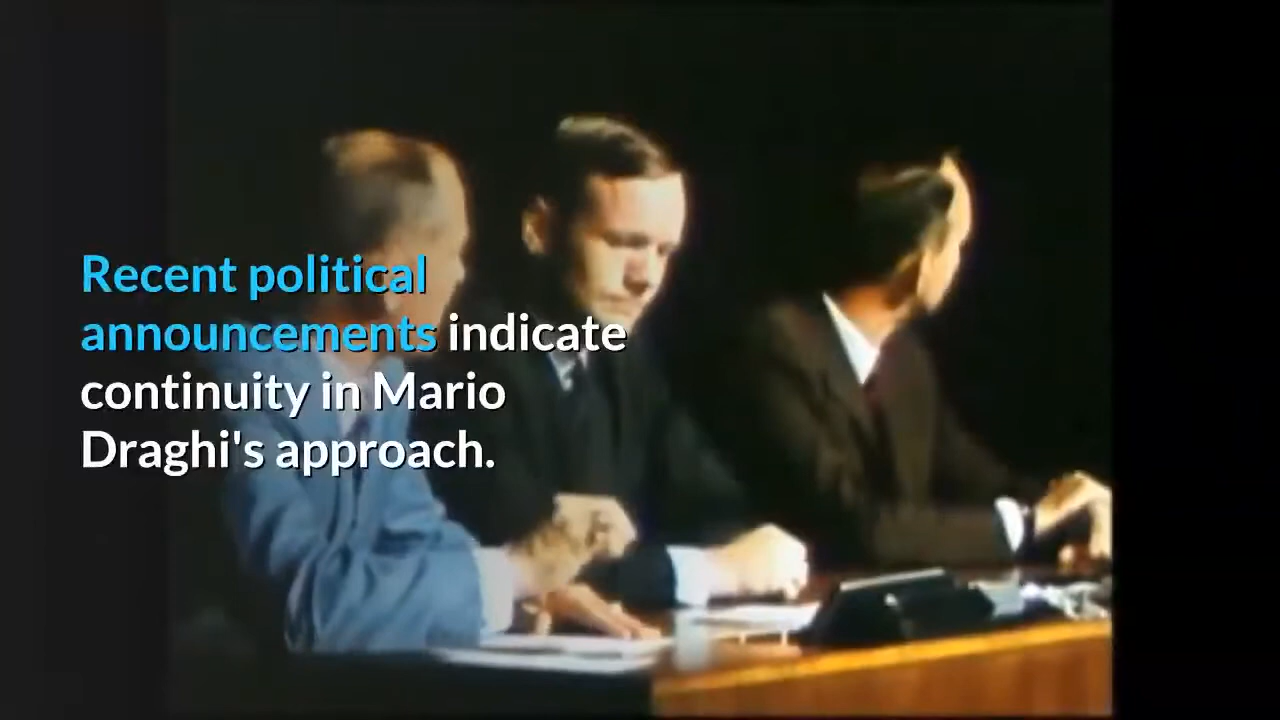 Recent political
announcements indicate
continuity in Mario
Draghi's approach.